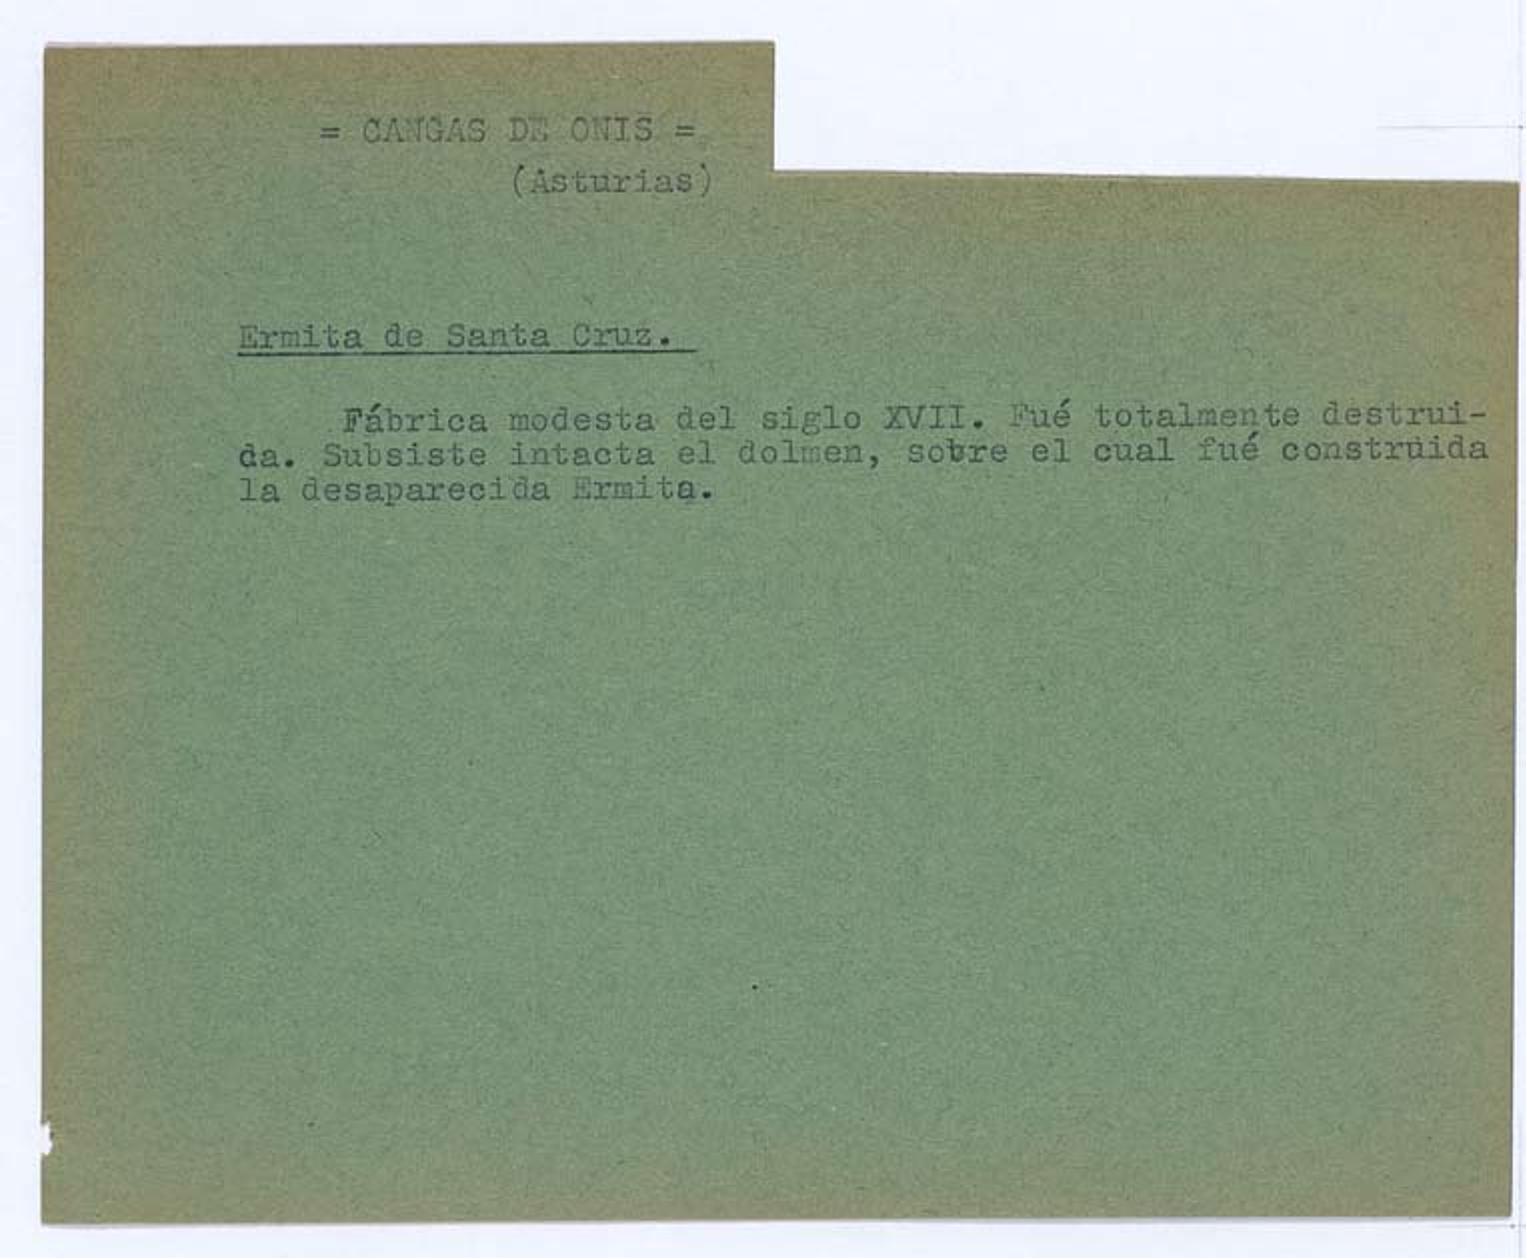 = CANGAS DE ONIS =
(Asturias)
Ermita de Santa Cruz.
Fábrica modesta del siglo XVII. Fué totalmente destrui-
da. Subsiste intacta el dolmen, sobre el cual fué construida
la desaparecida Ermita.